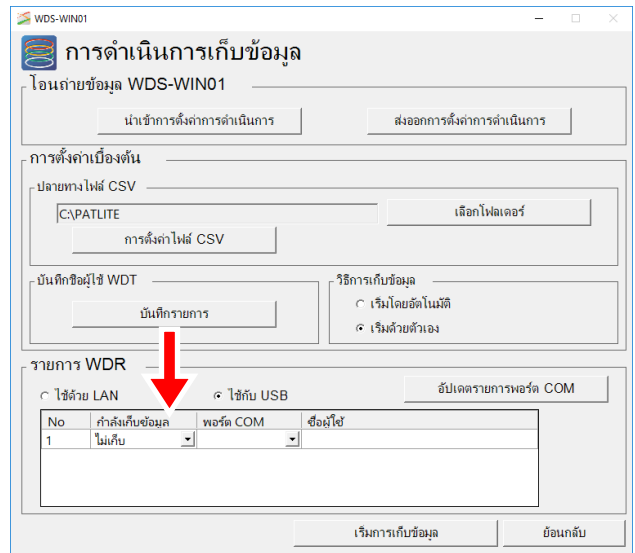 WDS-WIN01
การดำเนินการเก็บข้อมูล
โอนถ่ายข้อมูล WDS-WIN01
นำเข้าการตั้งค่าการดำเนินการ
ส่งออกการตั้งค่าการดำเนินการ
การตั้งค่าเบื้องต้น
ปลายทางไฟล์ CSV
C:\PATLITE
เลือกโฟลเดอร์
การตั้งค่าไฟล์ CSV
บันทึกชื่อผู้ใช้ WDT
วิธีการเก็บข้อมูล
บันทึกรายการ
เริ่มโดยอัตโนมัติ
เริ่มด้วยตัวเอง
รายการ WDR
ใช้ด้วย LAN
ใช้กับ USB
อัปเดตรายการพอร์ต COM
No กำลังเก็บข้อมูล พอร์ต COM ชื่อผู้ใช้
1 ไม่เก็บ
เริ่มการเก็บข้อมูล
ย้อนกลับ